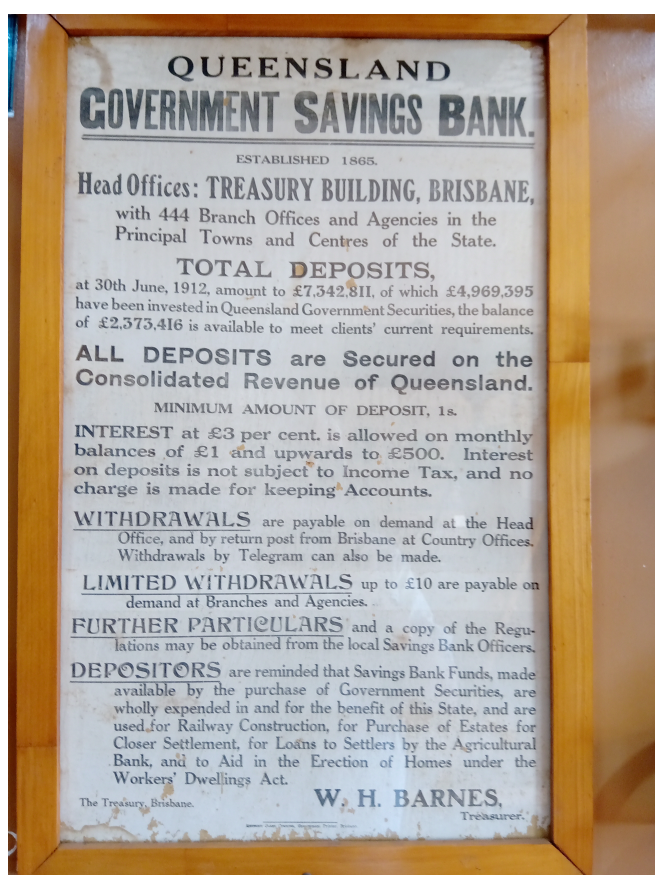 QUEENSLAND
GOVERNMENT SAVINGS BANK.
ESTABLISHED 1865.
Head Offices: TREASURY BUILDING, BRISBANE,
with 444 Branch Offices and Agencies in the
Principal Towns and Centres of the State.
TOTAL DEPOSITS,
at 30th June, 1912, amount to £7,342,811, of which £4,969,395
have been invested in Queensland Government Securities, the balance
of £2,373,416 is available to meet clients' current requirements.
ALL DEPOSITS are Secured on the
Consolidated Revenue of Queensland.
MINIMUM AMOUNT OF DEPOSIT, 1s.
INTEREST at £3 per cent. is allowed on monthly
balances of £1 and upwards to £500. Interest
on deposits is not subject to Income Tax, and no
charge is made for keeping Accounts.
WITHDRAWALS are payable on demand at the Head
Office, and by return post from Brisbane at Country Offices.
Withdrawals by Telegram can also be made.
LIMITED WITHDRAWALS up to £10 are payable on
demand at Branches and Agencies.
FURTHER PARTICULARS and a copy of the Regu-
lations may be obtained from the local Savings Bank Officers.
DEPOSITORS are reminded that Savings Bank Funds, made
available by the purchase of Government Securities, are
wholly expended in and for the benefit of this State, and are
used for Railway Construction, for Purchase of Estates for
Closer Settlement, for Loans to Settlers by the Agricultural
Bank, and to Aid in the Erection of Homes under the
Workers' Dwellings Act.
The Treasury, Brisbane.
W. H. BARNES,
Treasurer.